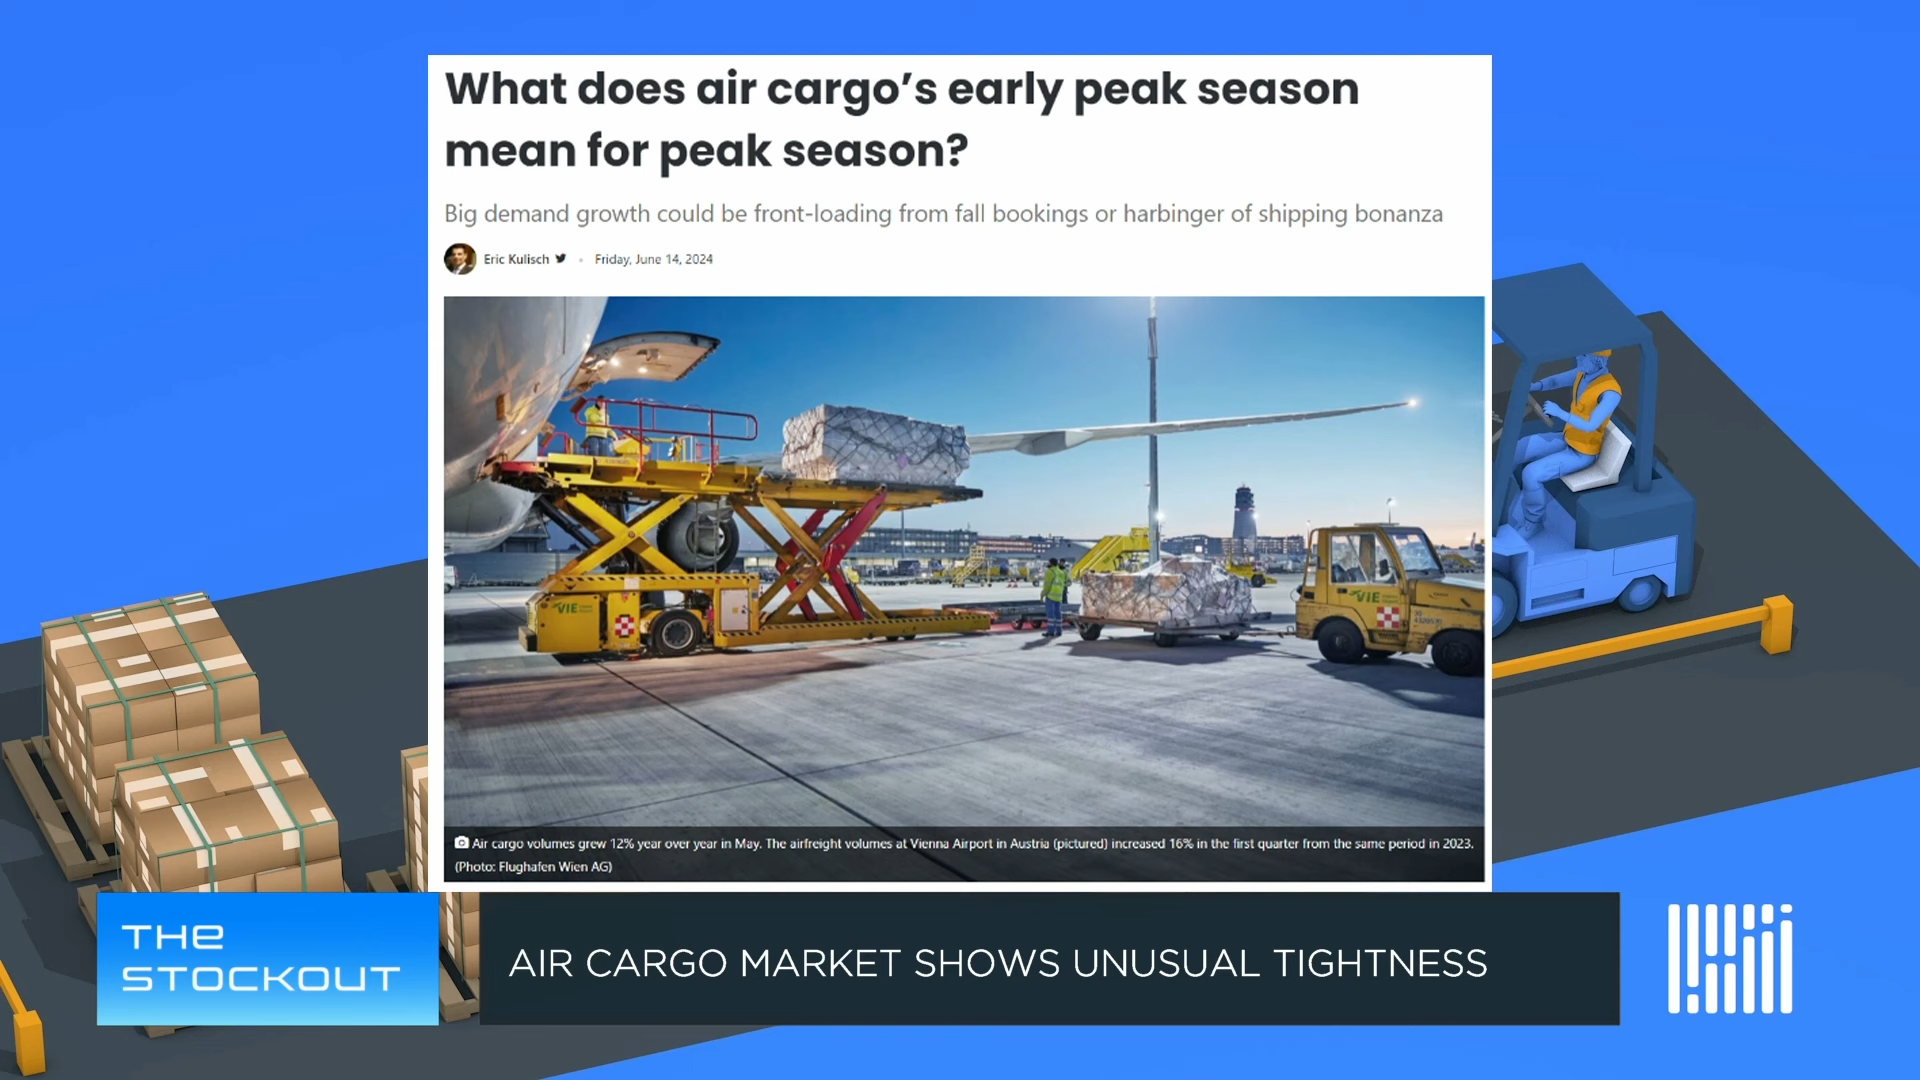 What does air cargo's early peak season
mean for peak season?
Big demand growth could be front-loading from fall bookings or harbinger of shipping bonanza
Eric Kulisch • Friday, June 14, 2024
VIE
VIE
Air cargo volumes grew 12% year over year in May. The airfreight volumes at Vienna Airport in Austria (pictured) increased 16% in the first quarter from the same period in 2023.
(Photo: Flughafen Wien AG)
THE
STOCKOUT
AIR CARGO MARKET SHOWS UNUSUAL TIGHTNESS